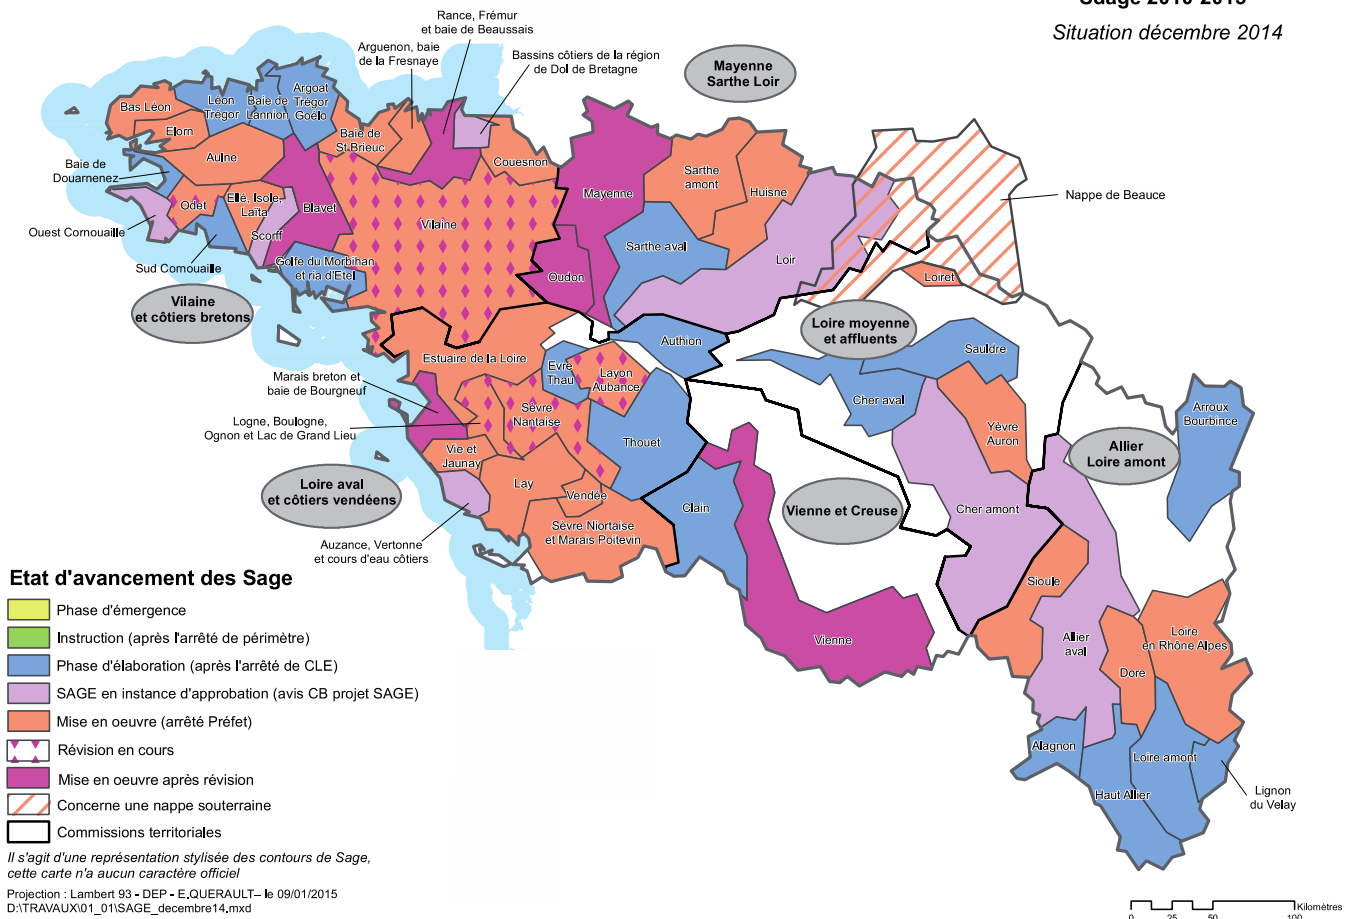 Situation décembre 2014
Rance, Frémur
et baie de Beaussais
Arguenon, baie
de la Fresnaye
Bassins côtiers de la région
de Dol de Bretagne
Mayenne
Sarthe Loir
Bas Léon
Léon
Trégor
Baie de
Lannion
Argoat
Trégor
Goëlo
Elorn
Aulne
Baie de
St Brieuc
Couesnon
Baie de
Douarnenez
Odet
Ellé, Isole,
Laïta
Blavet
Scorff
Vilaine
Mayenne
Sarthe
amont
Huisne
Nappe de Beauce
Ouest Cornouaille
Sud Cornouaille
Golfe du Morbihan
et ria d'Etel
Oudon
Sarthe aval
Loir
Loiret
Vilaine
et côtiers bretons
Loire moyenne
et affluents
Estuaire de la Loire
Authion
Sauldre
Evre
Thau
Layon
Aubance
Marais breton et
baie de Bourgneuf
Cher aval
Arroux
Bourbince
Logne, Boulogne,
Ognon et Lac de Grand Lieu
Sèvre
Nantaise
Thouet
Yèvre
Auron
Allier
Loire amont
Vie et
Jaunay
Loire aval
et côtiers vendéens
Lay
Vendée
Clain
Vienne et Creuse
Cher amont
Sèvre Niortaise
et Marais Poitevin
Auzance, Vertonne
et cours d'eau côtiers
Sioule
Vienne
Allier
aval
Loire
en Rhône Alpes
Dore
Alagnon
Loire amont
Haut Allier
Lignon
du Velay
Etat d'avancement des Sage
Phase d'émergence
Instruction (après l'arrêté de périmètre)
Phase d'élaboration (après l'arrêté de CLE)
SAGE en instance d'approbation (avis CB projet SAGE)
Mise en oeuvre (arrêté Préfet)
Révision en cours
Mise en oeuvre après révision
Concerne une nappe souterraine
Commissions territoriales
Il s'agit d'une représentation stylisée des contours de Sage,
cette carte n'a aucun caractère officiel
Projection : Lambert 93 - DEP - E.QUERAULT– le 09/01/2015
D:\TRAVAUX\01_01\SAGE_decembre14.mxd
Kilomètres
0 25 50 100